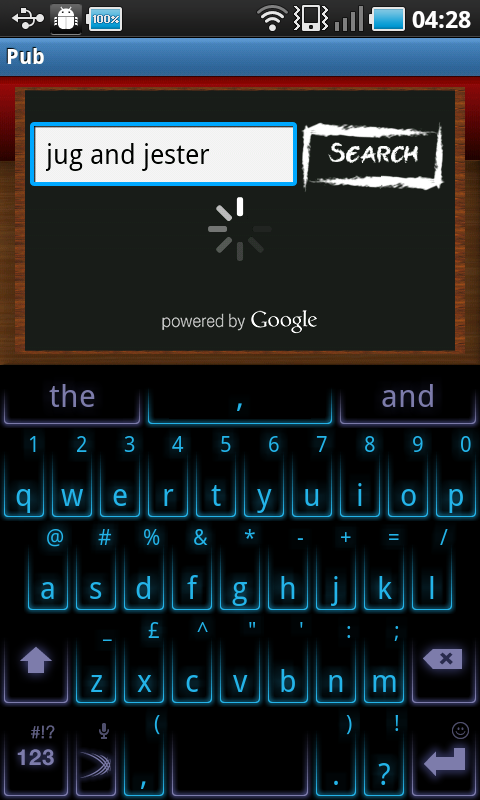 100% 04:28
Pub
jug and jester SEARCH
powered by Google
the , and
1 2 3 4 5 6 7 8 9 0
q w e r t y u i o p
@ # % & * - + = /
a s d f g h j k l
_ £ ^ " ' : ;
z x c v b n m
#!? ( ) !
123 , . ?